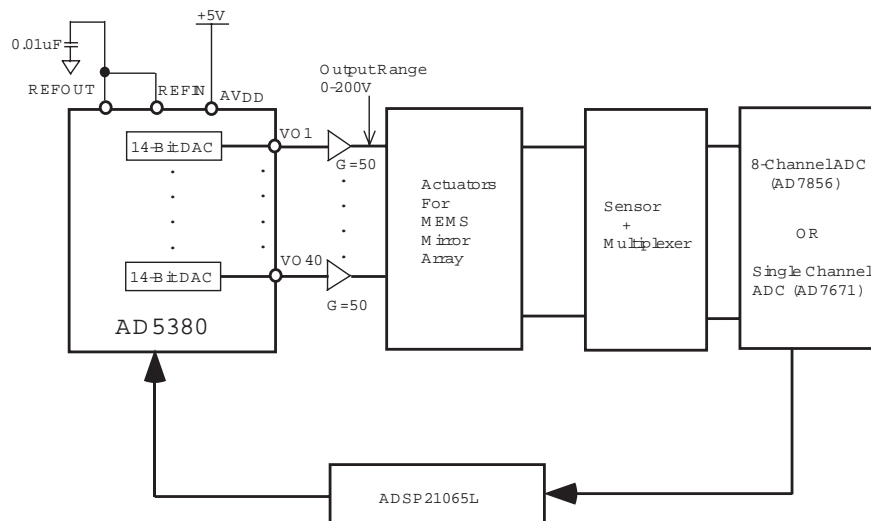 +5V
0.01uF
REFOUT
REFIN
AVDD
Output Range
0-200V
VO1
14-Bit DAC
G=50
Actuators
For
MEMS
Mirror
Array
Sensor
+
Multiplexer
8-Channel ADC
(AD7856)
OR
Single Channel
ADC (AD7671)
VO40
14-Bit DAC
G=50
AD5380
ADSP21065L